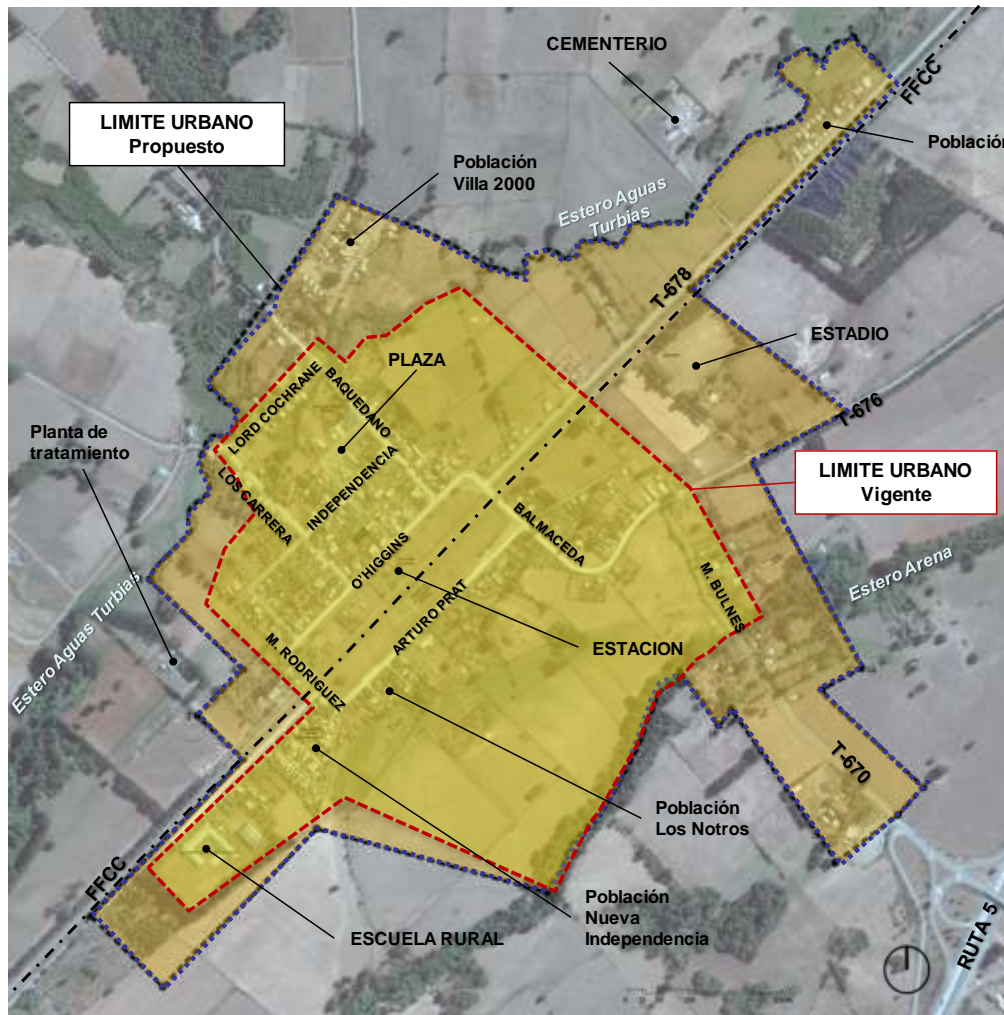 CEMENTERIO
FFCC
LIMITE URBANO
Propuesto
Población
Población
Villa 2000
Estero Aguas
Turbias
T-678
ESTADIO
PLAZA
BAQUEDANO
LORD COCHRANE
T-676
Planta de
tratamiento
LIMITE URBANO
Vigente
INDEPENDENCIA
LOS CARRERA
BALMACEDA
O'HIGGINS
Estero Arena
M. BULNES
ARTURO PRAT
Estero Aguas Turbias
ESTACION
M. RODRIGUEZ
T-670
Población
Los Notros
FFCC
Población
Nueva
Independencia
ESCUELA RURAL
RUTA 5